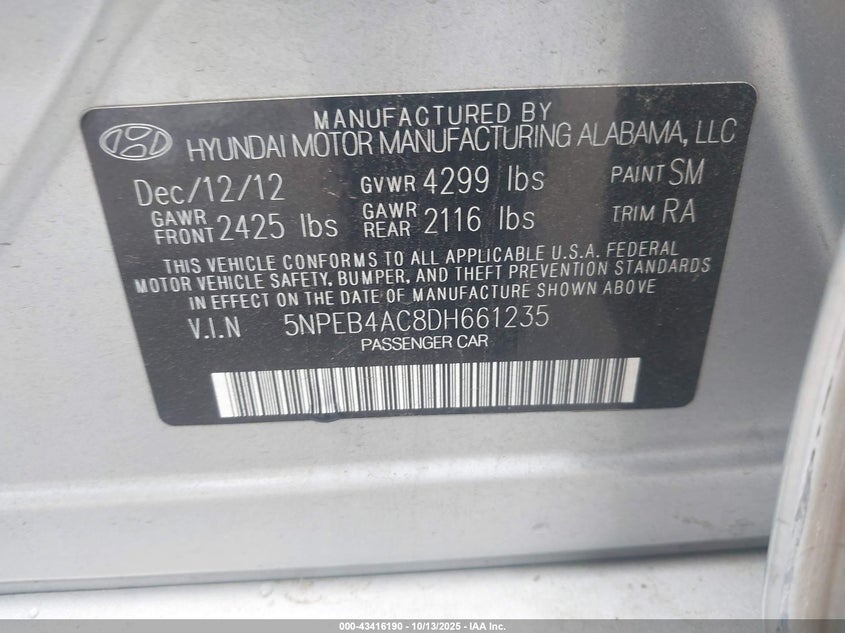 MANUFACTURED BY
HYUNDAI MOTOR MANUFACTURING ALABAMA, LLC
Dec/12/12 GVWR 4299 lbs PAINT SM
GAWR FRONT 2425 lbs GAWR REAR 2116 lbs TRIM RA
THIS VEHICLE CONFORMS TO ALL APPLICABLE U.S.A. FEDERAL
MOTOR VEHICLE SAFETY, BUMPER, AND THEFT PREVENTION STANDARDS
IN EFFECT ON THE DATE OF MANUFACTURE SHOWN ABOVE
V.I.N 5NPEB4AC8DH661235
PASSENGER CAR
000-43416190 - 10/13/2025 - IAA Inc.